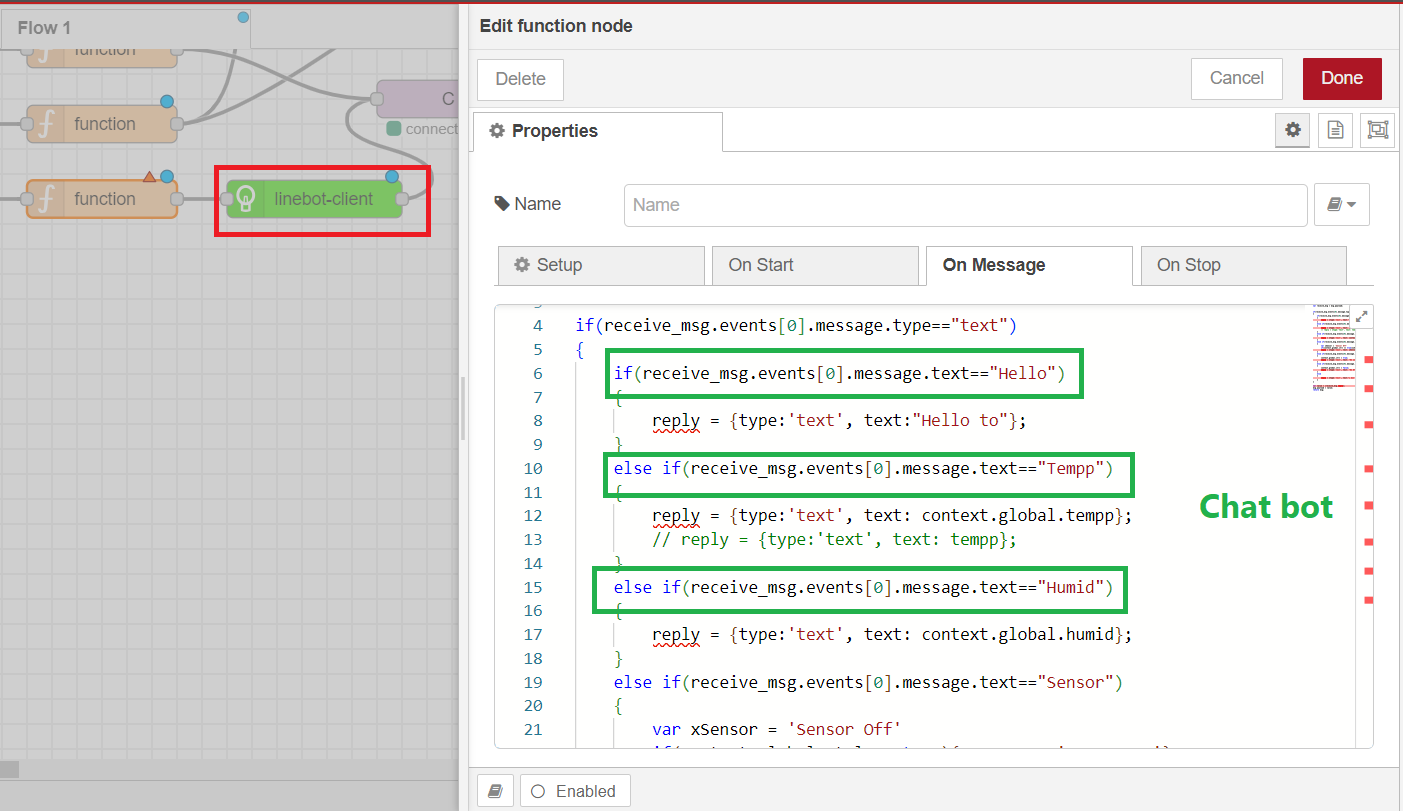 Flow 1
function
C
function
connect
function
linebot-client
Edit function node
Delete
Cancel
Done
Properties
Name
Name
Setup
On Start
On Message
On Stop
4 if(receive_msg.events[0].message.type=="text")
5 {
6 if(receive_msg.events[0].message.text=="Hello")
7 {
8 reply = {type:'text', text:"Hello to"};
9 }
10 else if(receive_msg.events[0].message.text=="Tempp")
11 {
12 reply = {type:'text', text: context.global.tempp};
13 // reply = {type:'text', text: tempp};
14 }
15 else if(receive_msg.events[0].message.text=="Humid")
16 {
17 reply = {type:'text', text: context.global.humid};
18 }
19 else if(receive_msg.events[0].message.text=="Sensor")
20 {
21 var xSensor = 'Sensor Off'
Chat bot
Enabled